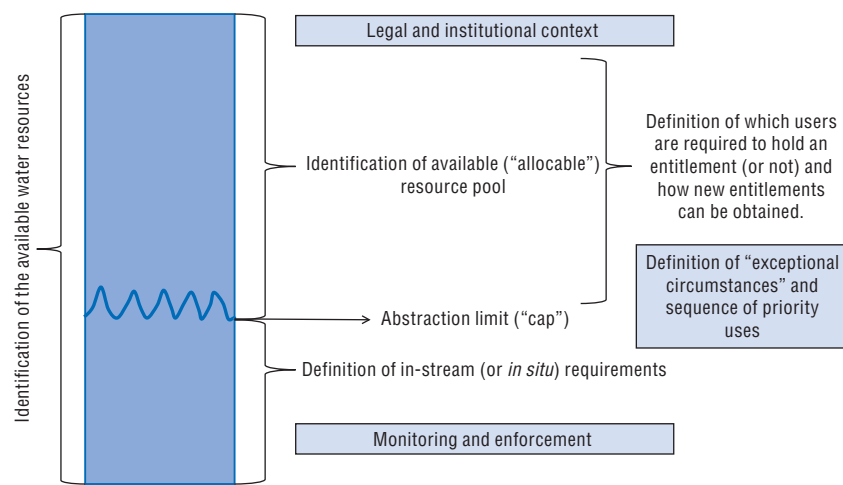 Identification of the available water resources
Legal and institutional context
Identification of available (“allocable”)
resource pool
Definition of which users
are required to hold an
entitlement (or not) and
how new entitlements
can be obtained.
Definition of “exceptional
circumstances” and
sequence of priority
uses
Abstraction limit (“cap”)
Definition of in-stream (or in situ) requirements
Monitoring and enforcement